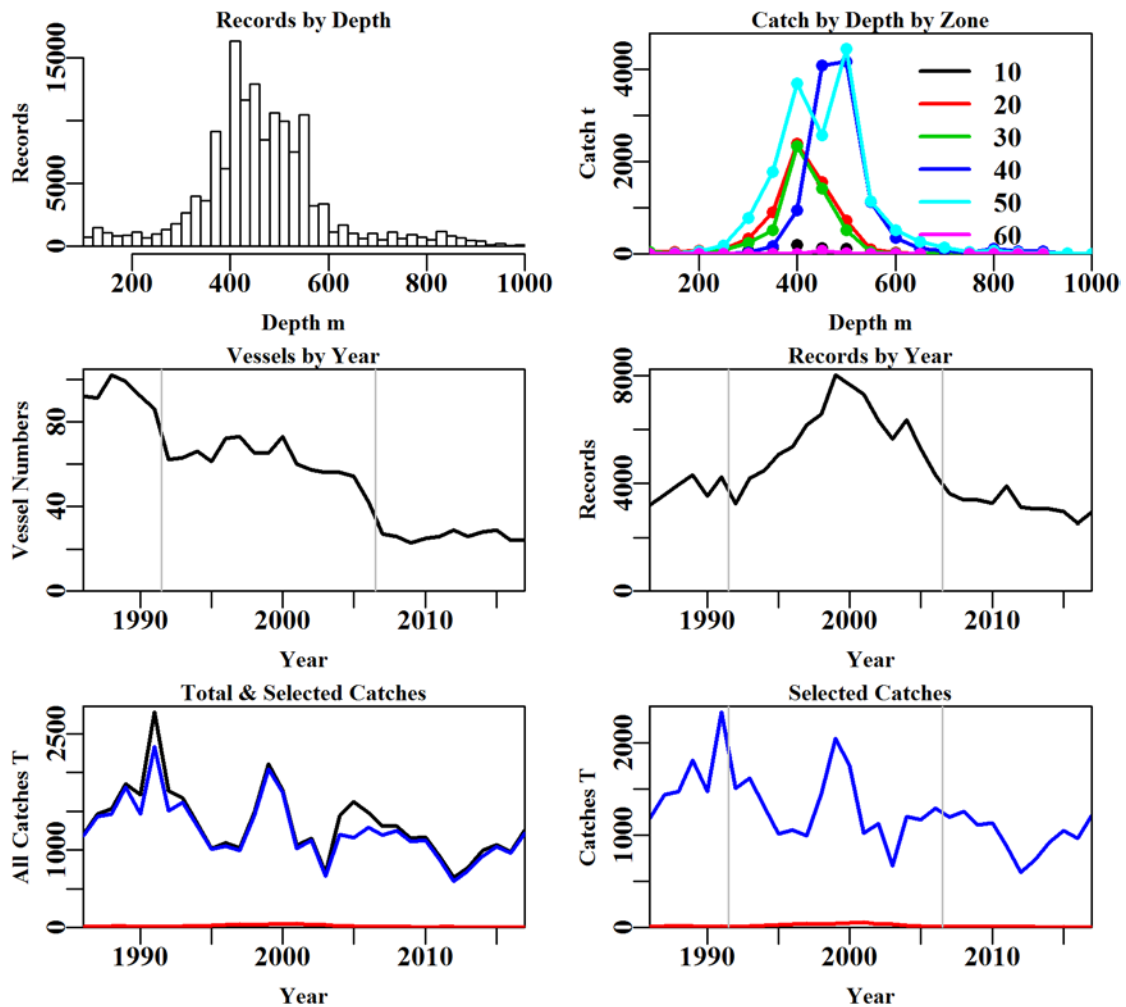 Records by Depth
Records
0
5000
15000
200
400
600
800
1000
Depth m
Catch by Depth by Zone
Catch t
0
2000
4000
10
20
30
40
50
60
200
400
600
800
1000
Depth m
Vessels by Year
Vessel Numbers
0
40
80
1990
2000
2010
Year
Records by Year
Records
0
4000
8000
1990
2000
2010
Year
Total & Selected Catches
All Catches T
0
1000
2500
1990
2000
2010
Year
Selected Catches
Catches T
0
1000
2000
1990
2000
2010
Year